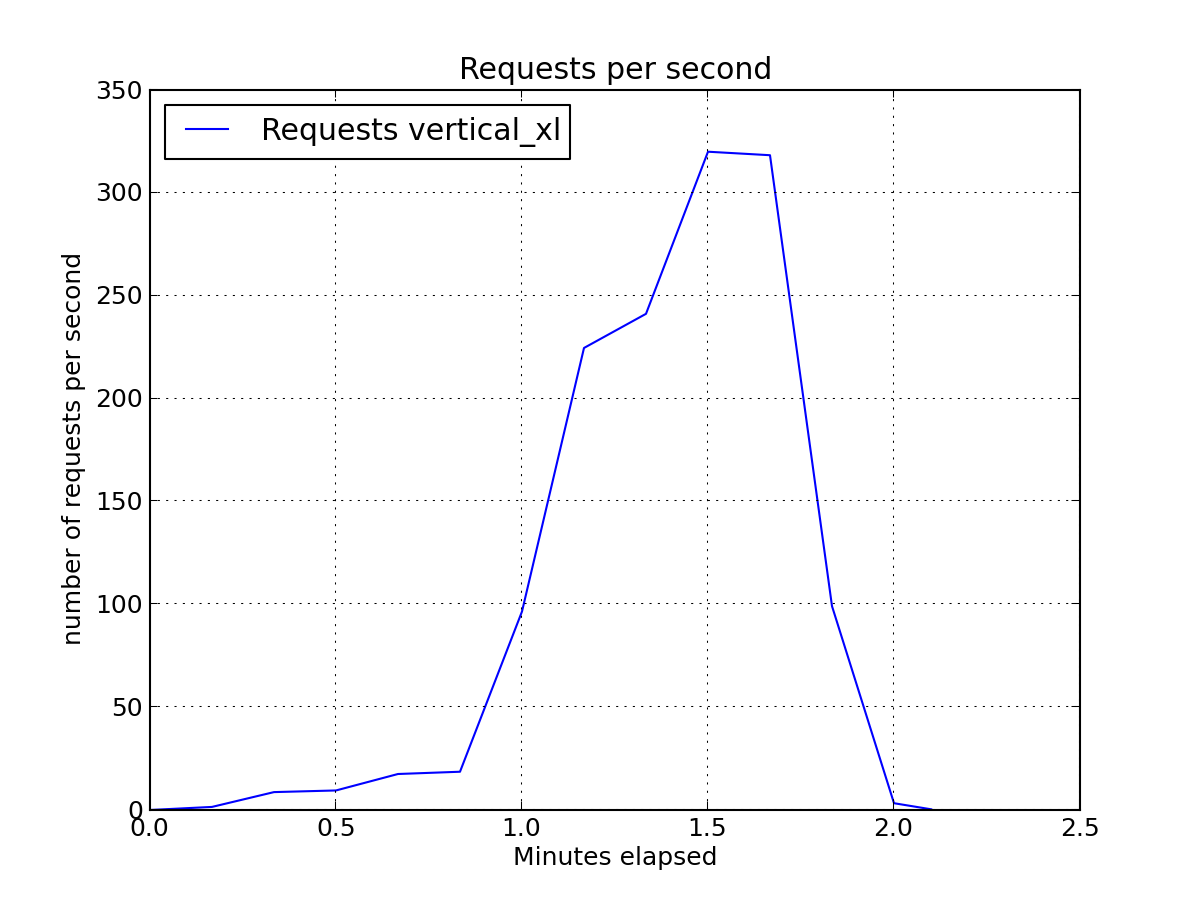 Requests per second
Requests vertical_xl
number of requests per second
350
300
250
200
150
100
50
0
0.0 0.5 1.0 1.5 2.0 2.5
Minutes elapsed